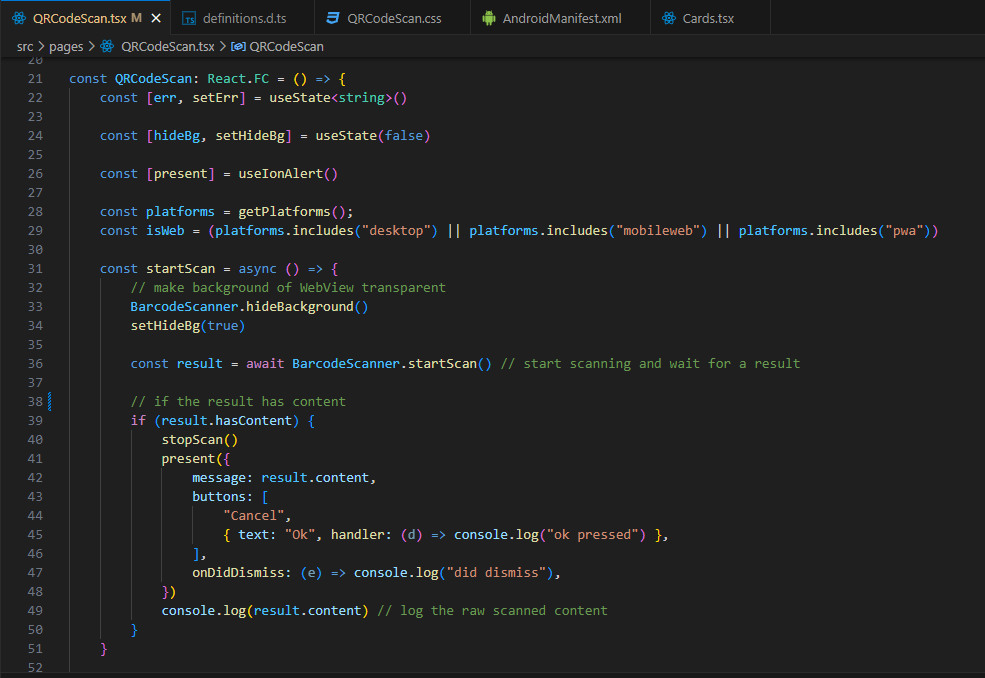 QRCodeScan.tsx M
TS definitions.d.ts
QRCodeScan.css
AndroidManifest.xml
Cards.tsx
src > pages > QRCodeScan.tsx > QRCodeScan
20
21 const QRCodeScan: React.FC = () => {
22 const [err, setErr] = useState<string>()
23
24 const [hideBg, setHideBg] = useState(false)
25
26 const [present] = useIonAlert()
27
28 const platforms = getPlatforms();
29 const isWeb = (platforms.includes("desktop") || platforms.includes("mobileweb") || platforms.includes("pwa"))
30
31 const startScan = async () => {
32 // make background of WebView transparent
33 BarcodeScanner.hideBackground()
34 setHideBg(true)
35
36 const result = await BarcodeScanner.startScan() // start scanning and wait for a result
37
38 // if the result has content
39 if (result.hasContent) {
40 stopScan()
41 present({
42 message: result.content,
43 buttons: [
44 "Cancel",
45 { text: "Ok", handler: (d) => console.log("ok pressed") },
46 ],
47 onDidDismiss: (e) => console.log("did dismiss"),
48 })
49 console.log(result.content) // log the raw scanned content
50 }
51 }
52